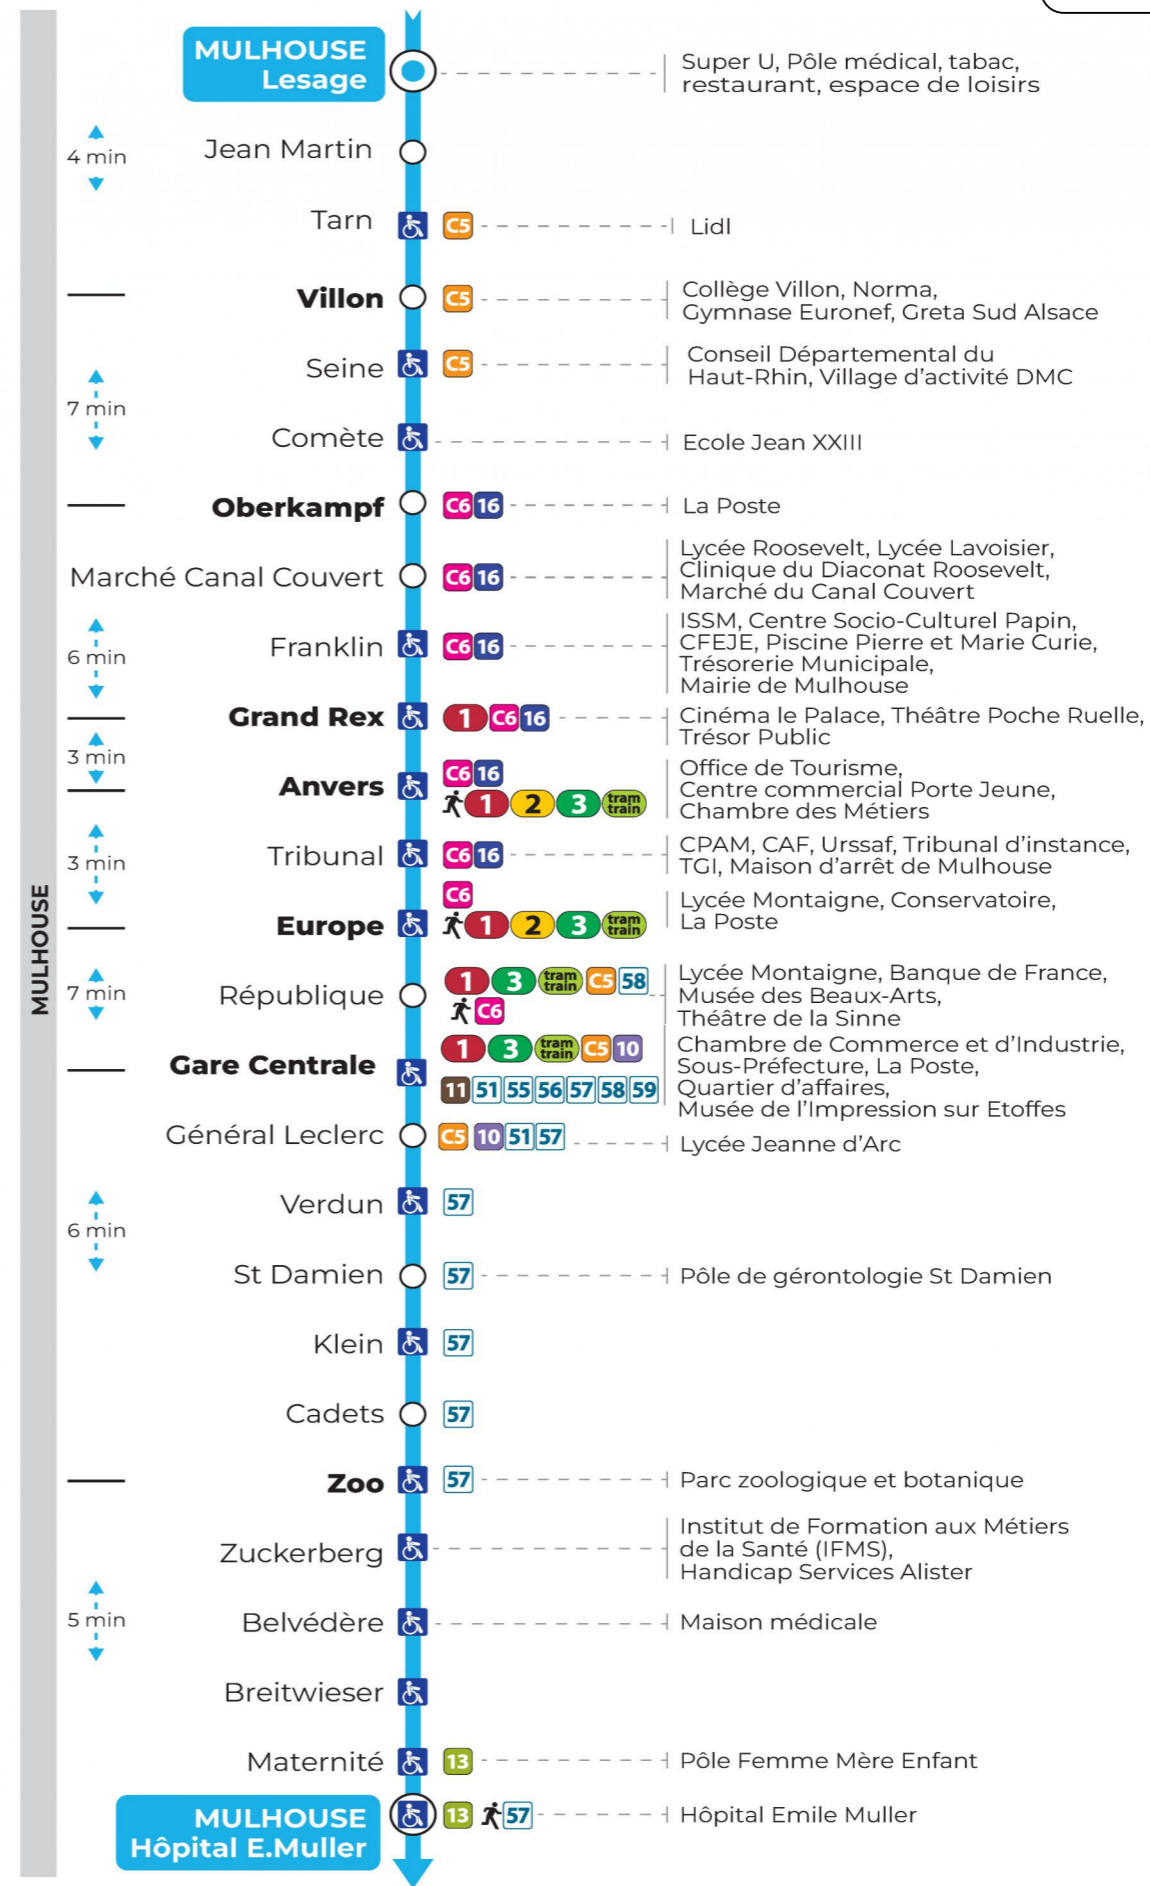 MULHOUSE
Lesage
Super U, Pôle médical, tabac,
restaurant, espace de loisirs
4 min
Jean Martin
Tarn
C5
Lidl
Villon
C5
Collège Villon, Norma,
Gymnase Euronef, Greta Sud Alsace
Seine
C5
Conseil Départemental du
Haut-Rhin, Village d’activité DMC
7 min
Comète
Ecole Jean XXIII
Oberkampf
C6 16
La Poste
Marché Canal Couvert
C6 16
Lycée Roosevelt, Lycée Lavoisier,
Clinique du Diaconat Roosevelt,
Marché du Canal Couvert
6 min
Franklin
C6 16
ISSM, Centre Socio-Culturel Papin,
CFEJE, Piscine Pierre et Marie Curie,
Trésorerie Municipale,
Mairie de Mulhouse
Grand Rex
1 C6 16
Cinéma le Palace, Théâtre Poche Ruelle,
Trésor Public
3 min
Anvers
C6 16
1 2 3 tram train
Office de Tourisme,
Centre commercial Porte Jeune,
Chambre des Métiers
3 min
Tribunal
C6 16
CPAM, CAF, Urssaf, Tribunal d’instance,
TGI, Maison d’arrêt de Mulhouse
Europe
C6
1 2 3 tram train
Lycée Montaigne, Conservatoire,
La Poste
MULHOUSE
7 min
République
1 3 tram train C5 58
C6
Lycée Montaigne, Banque de France,
Musée des Beaux-Arts,
Théâtre de la Sinne
Gare Centrale
1 3 tram train C5 10
11 51 55 56 57 58 59
Chambre de Commerce et d’Industrie,
Sous-Préfecture, La Poste,
Quartier d’affaires,
Musée de l’Impression sur Etoffes
Général Leclerc
C5 10 51 57
Lycée Jeanne d’Arc
6 min
Verdun
57
St Damien
57
Pôle de gérontologie St Damien
Klein
57
Cadets
57
Zoo
57
Parc zoologique et botanique
Zuckerberg
Institut de Formation aux Métiers
de la Santé (IFMS),
Handicap Services Alister
5 min
Belvédère
Maison médicale
Breitwieser
Maternité
13
Pôle Femme Mère Enfant
MULHOUSE
Hôpital E.Muller
13 57
Hôpital Emile Muller